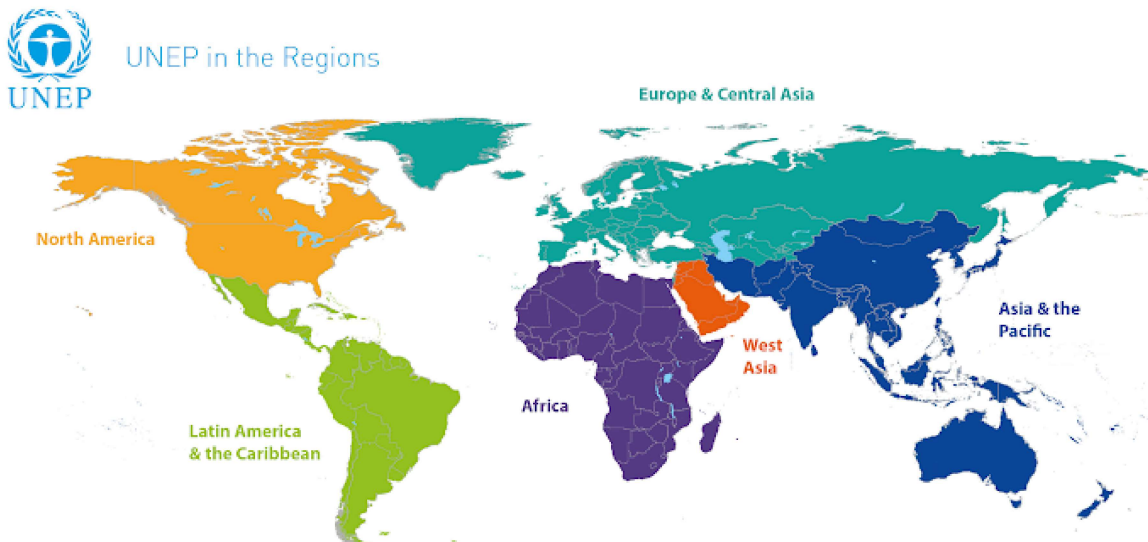 UNEP in the Regions
UNEP
Europe & Central Asia
North America
Asia & the
Pacific
West
Asia
Africa
Latin America
& the Caribbean